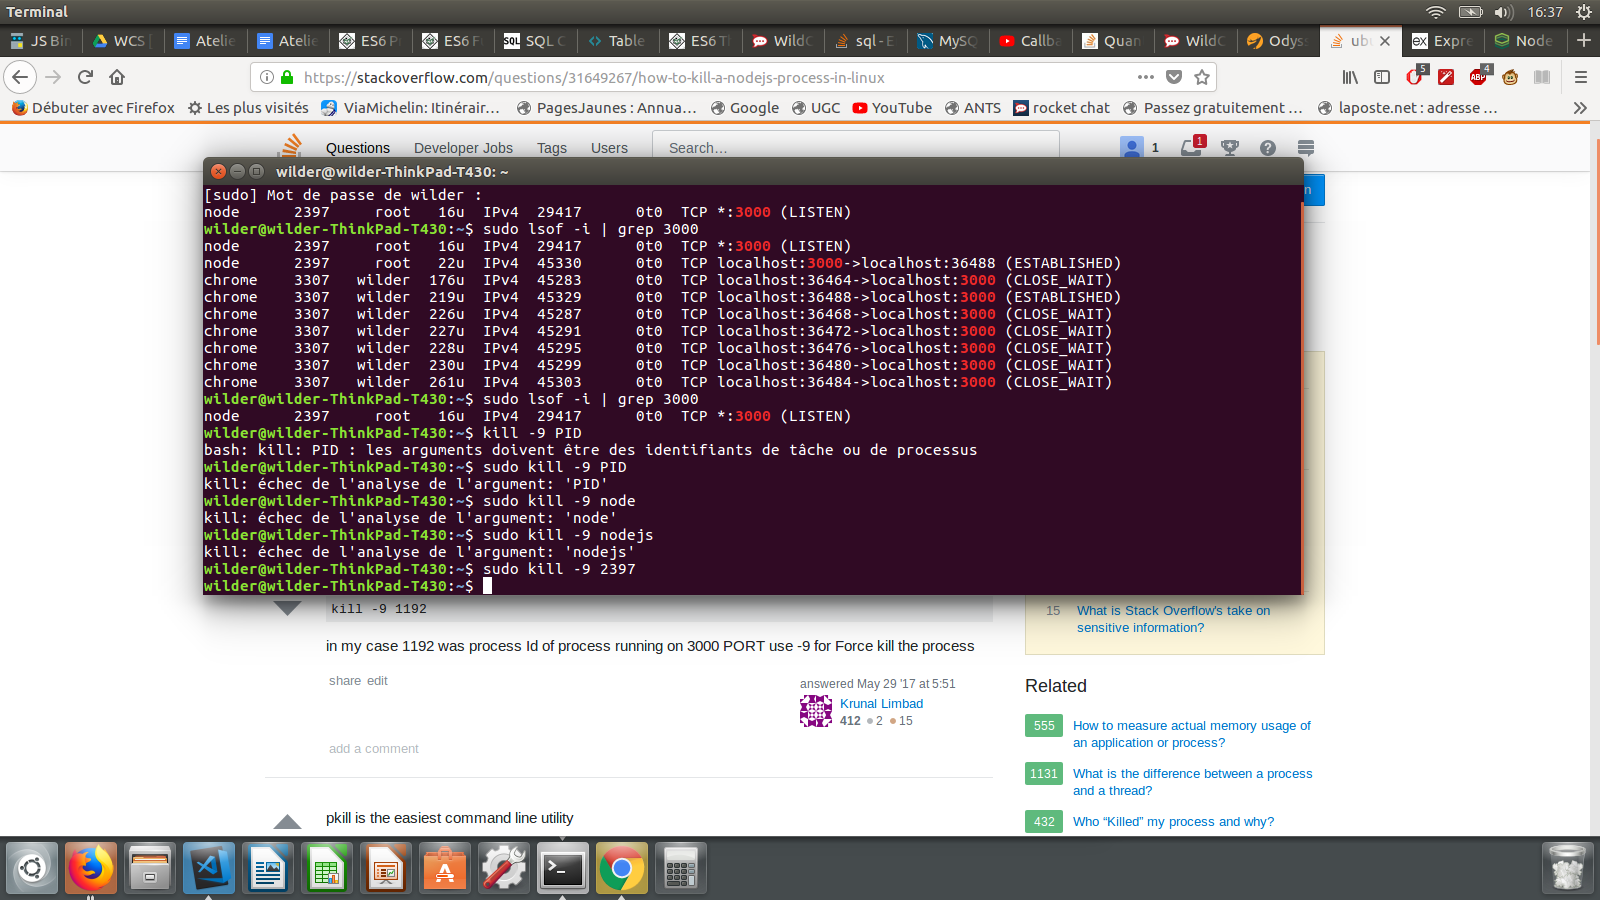 Terminal
16:37
JS Bin
WCS
Atelie
Atelie
ES6 P
ES6 F
SQL C
Table
ES6 T
WildC
sql - E
MySQ
Callba
Quan
WildC
Odys
ubu
Expre
Node
https://stackoverflow.com/questions/31649267/how-to-kill-a-nodejs-process-in-linux
5
4
Débuter avec FireFox
Les plus visités
ViaMichelin: Itinérair…
PagesJaunes : Annua…
Google
UGC
YouTube
ANTS
rocket chat
Passez gratuitement …
laposte.net : adresse …
Questions
Developer Jobs
Tags
Users
Search…
1
1
wilder@wilder-ThinkPad-T430: ~
[sudo] Mot de passe de wilder :
node      2397     root   16u  IPv4  29417      0t0  TCP *:3000 (LISTEN)
wilder@wilder-ThinkPad-T430:~$ sudo lsof -i | grep 3000
node      2397     root   16u  IPv4  29417      0t0  TCP *:3000 (LISTEN)
node      2397     root   22u  IPv4  45330      0t0  TCP localhost:3000->localhost:36488 (ESTABLISHED)
chrome    3307   wilder  176u  IPv4  45283      0t0  TCP localhost:36464->localhost:3000 (CLOSE_WAIT)
chrome    3307   wilder  219u  IPv4  45329      0t0  TCP localhost:36488->localhost:3000 (ESTABLISHED)
chrome    3307   wilder  226u  IPv4  45287      0t0  TCP localhost:36468->localhost:3000 (CLOSE_WAIT)
chrome    3307   wilder  227u  IPv4  45291      0t0  TCP localhost:36472->localhost:3000 (CLOSE_WAIT)
chrome    3307   wilder  228u  IPv4  45295      0t0  TCP localhost:36476->localhost:3000 (CLOSE_WAIT)
chrome    3307   wilder  230u  IPv4  45299      0t0  TCP localhost:36480->localhost:3000 (CLOSE_WAIT)
chrome    3307   wilder  261u  IPv4  45303      0t0  TCP localhost:36484->localhost:3000 (CLOSE_WAIT)
wilder@wilder-ThinkPad-T430:~$ sudo lsof -i | grep 3000
node      2397     root   16u  IPv4  29417      0t0  TCP *:3000 (LISTEN)
wilder@wilder-ThinkPad-T430:~$ kill -9 PID
bash: kill: PID : les arguments doivent être des identifiants de tâche ou de processus
wilder@wilder-ThinkPad-T430:~$ sudo kill -9 PID
kill: échec de l'analyse de l'argument: 'PID'
wilder@wilder-ThinkPad-T430:~$ sudo kill -9 node
kill: échec de l'analyse de l'argument: 'node'
wilder@wilder-ThinkPad-T430:~$ sudo kill -9 nodejs
kill: échec de l'analyse de l'argument: 'nodejs'
wilder@wilder-ThinkPad-T430:~$ sudo kill -9 2397
wilder@wilder-ThinkPad-T430:~$
n
kill -9 1192
in my case 1192 was process Id of process running on 3000 PORT use -9 for Force kill the process
share edit
answered May 29 '17 at 5:51
Krunal Limbad
412 2 15
add a comment
pkill is the easiest command line utility
15 What is Stack Overflow's take on
sensitive information?
Related
555 How to measure actual memory usage of
an application or process?
1131 What is the difference between a process
and a thread?
432 Who “Killed” my process and why?